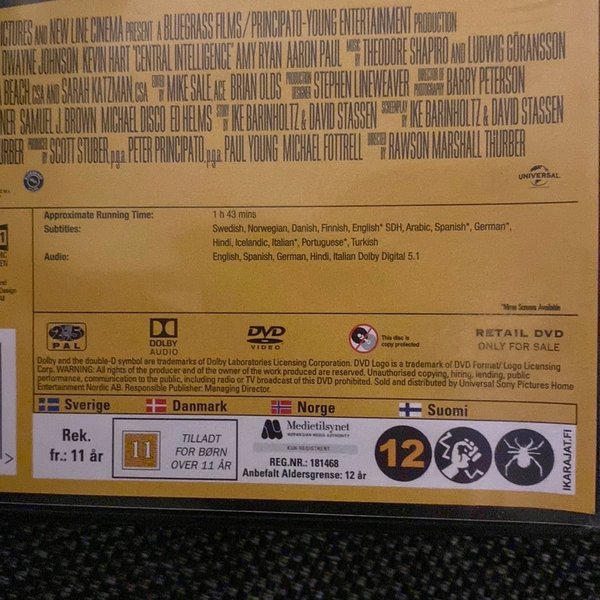 PICTURES AND NEW LINE CINEMA PRESENT A BLUEGRASS FILMS/PRINCIPATO-YOUNG ENTERTAINMENT PRODUCTION
DWAYNE JOHNSON KEVIN HART "CENTRAL INTELLIGENCE" AMY RYAN AARON PAUL MUSIC BY THEODORE SHAPIRO AND LUDWIG GÖRANSSON
BEACH, CSA AND SARAH KATZMAN, CSA EDITED BY MIKE SALE, ACE BRIAN OLDS PRODUCTION DESIGNER STEPHEN LINEWEAVER DIRECTOR OF PHOTOGRAPHY BARRY PETERSON
NER SAMUEL J. BROWN MICHAEL DISCO ED HELMS STORY BY IKE BARINHOLTZ & DAVID STASSEN SCREENPLAY BY IKE BARINHOLTZ & DAVID STASSEN
URBER PRODUCED BY SCOTT STUBER, p.g.a. PETER PRINCIPATO, p.g.a. PAUL YOUNG MICHAEL FOTTRELL DIRECTED BY RAWSON MARSHALL THURBER
UNIVERSAL
Approximate Running Time: 1 h 43 mins
Subtitles: Swedish, Norwegian, Danish, Finnish, English* SDH, Arabic, Spanish*, German*,
Hindi, Icelandic, Italian*, Portuguese*, Turkish
Audio: English, Spanish, German, Hindi, Italian Dolby Digital 5.1
*More Screens Available
2 5
PAL
DOLBY
AUDIO
DVD
VIDEO
This disc is
copy protected
RETAIL DVD
ONLY FOR SALE
Dolby and the double-D symbol are trademarks of Dolby Laboratories Licensing Corporation. DVD Logo is a trademark of DVD Format/ Logo Licensing
Corp. WARNING: All rights of the producer and of the owner of the work produced are reserved. Unauthorised copying, hiring, lending, public
performance, communication to the public, including radio or TV broadcast of this DVD prohibited. Sold and distributed by Universal Sony Pictures Home
Entertainment Nordic AB. Responsible Publisher: Managing Director.
Sverige Danmark Norge Suomi
Rek.
fr.: 11 år
11
TILLADT
FOR BØRN
OVER 11 ÅR
Medietilsynet
NORWEGIAN MEDIA AUTHORITY
KUN REGISTRERT
REG.NR.: 181468
Anbefalt Aldersgrense: 12 år
12
IKARAJAT.FI